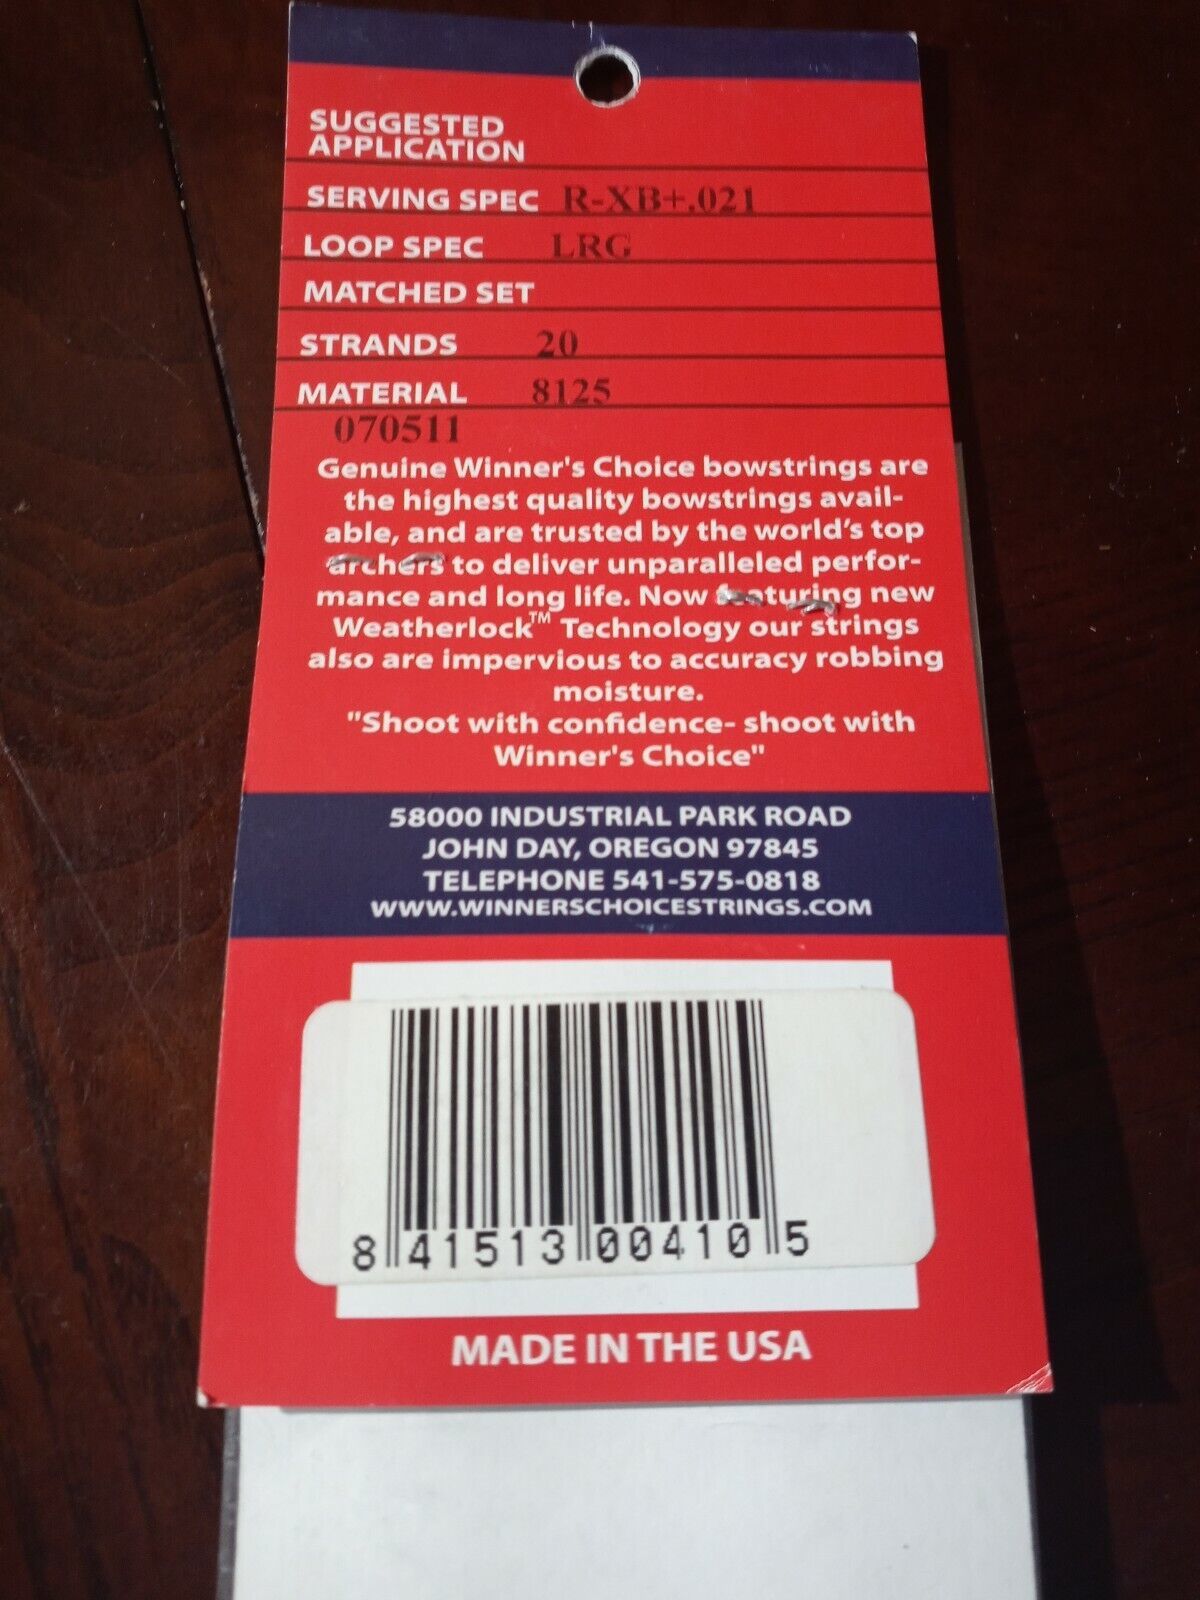 SUGGESTED
APPLICATION
SERVING SPEC R-XB+.021
LOOP SPEC LRG
MATCHED SET
STRANDS 20
MATERIAL 8125
070511
Genuine Winner's Choice bowstrings are
the highest quality bowstrings avail-
able, and are trusted by the world's top
archers to deliver unparalleled perfor-
mance and long life. Now featuring new
Weatherlock™ Technology our strings
also are impervious to accuracy robbing
moisture.
"Shoot with confidence- shoot with
Winner's Choice"
58000 INDUSTRIAL PARK ROAD
JOHN DAY, OREGON 97845
TELEPHONE 541-575-0818
WWW.WINNERSCHOICESTRINGS.COM
8 41513 00410 5
MADE IN THE USA